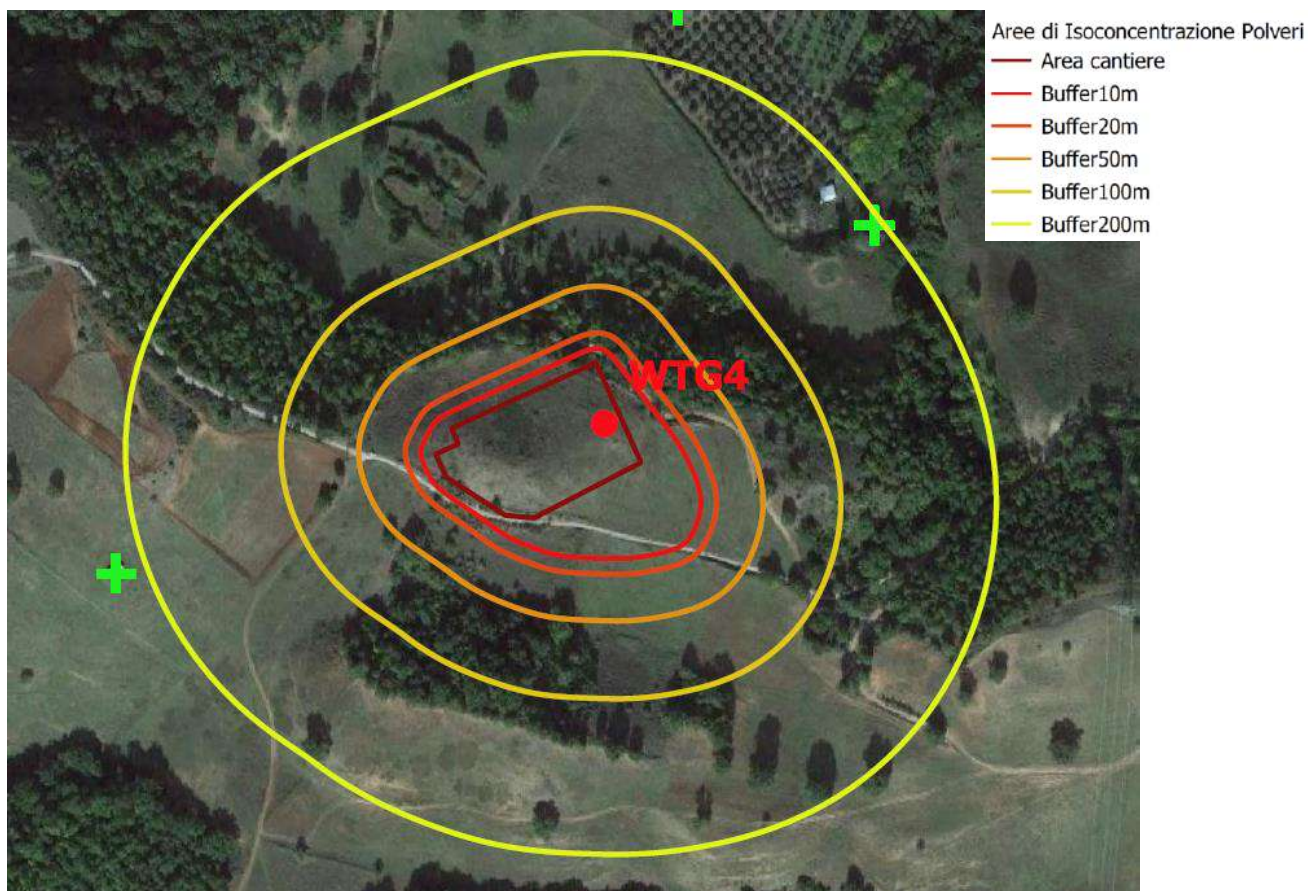 Aree di Isoconcentrazione Polveri
Area cantiere
Buffer10m
Buffer20m
Buffer50m
Buffer100m
Buffer200m
WTG4